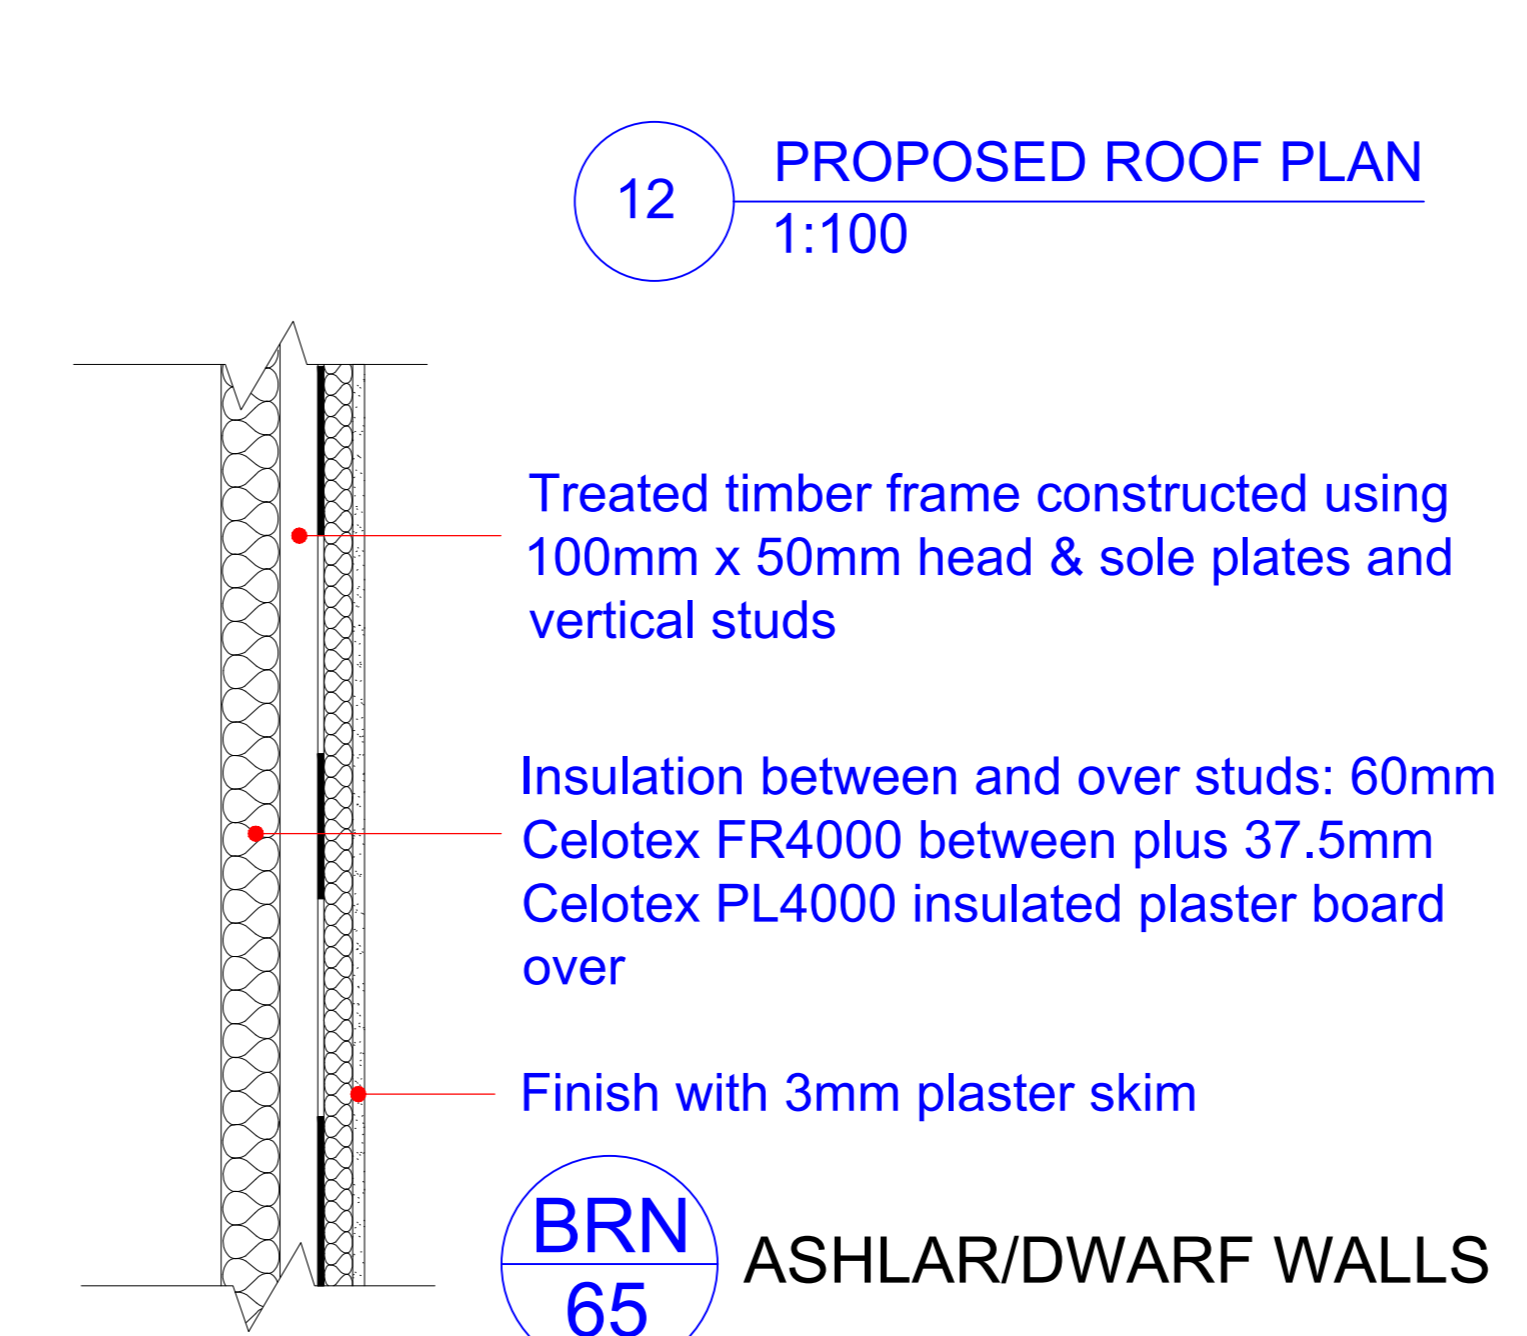 12
PROPOSED ROOF PLAN
1:100
Treated timber frame constructed using
100mm x 50mm head & sole plates and
vertical studs
Insulation between and over studs: 60mm
Celotex FR4000 between plus 37.5mm
Celotex PL4000 insulated plaster board
over
Finish with 3mm plaster skim
BRN
65
ASHLAR/DWARF WALLS